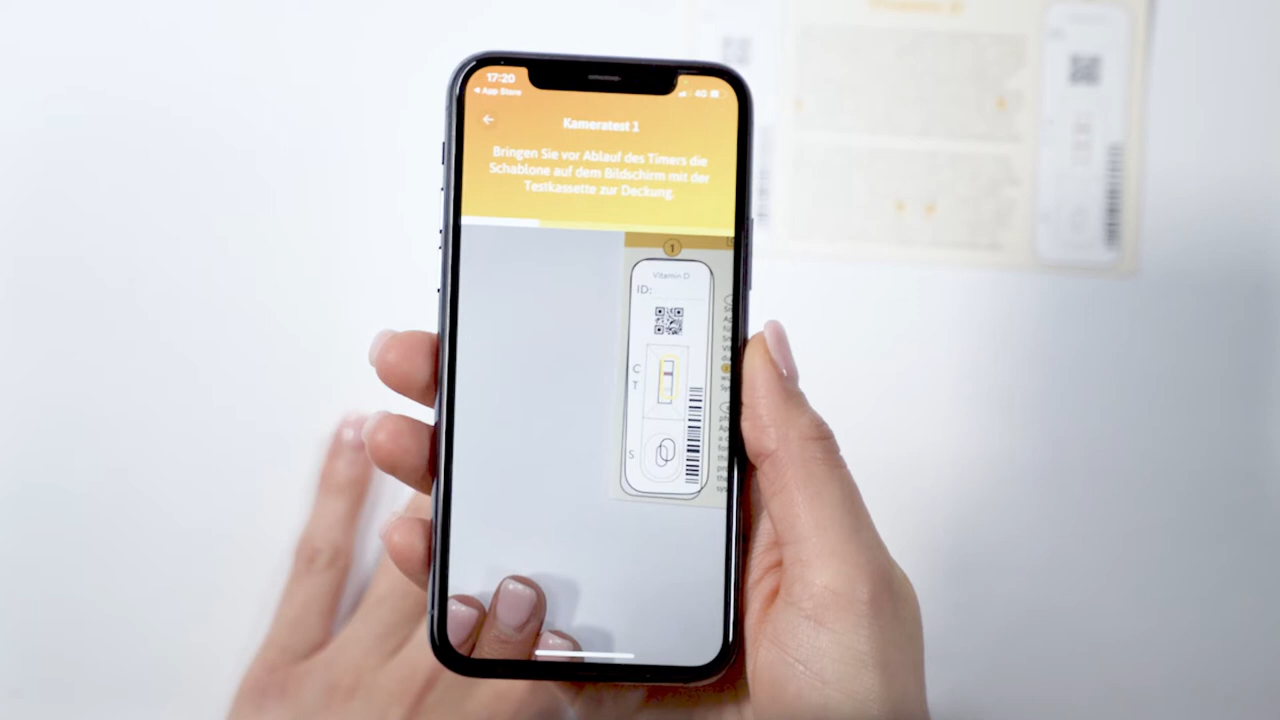 17:20
App Store
4G
Kameratest 1
Bringen Sie vor Ablauf des Timers die
Schablone auf dem Bildschirm mit der
Testkassette zur Deckung.
1
Vitamin D
ID:
C
T
S